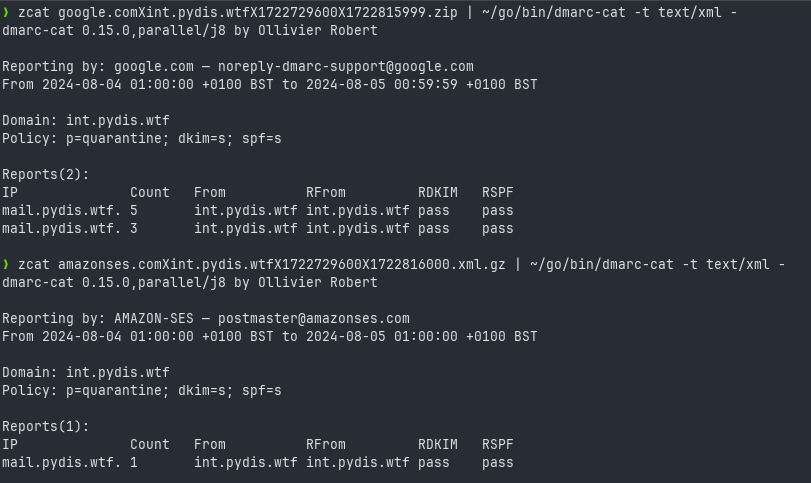 ❯ zcat google.comXint.pydis.wtfX1722729600X1722815999.zip | ~/go/bin/dmarc-cat -t text/xml -
dmarc-cat 0.15.0,parallel/j8 by Ollivier Robert
Reporting by: google.com — noreply-dmarc-support@google.com
From 2024-08-04 01:00:00 +0100 BST to 2024-08-05 00:59:59 +0100 BST
Domain: int.pydis.wtf
Policy: p=quarantine; dkim=s; spf=s
Reports(2):
IP Count From RFrom RDKIM RSPF
mail.pydis.wtf. 5 int.pydis.wtf int.pydis.wtf pass pass
mail.pydis.wtf. 3 int.pydis.wtf int.pydis.wtf pass pass
❯ zcat amazonses.comXint.pydis.wtfX1722729600X1722816000.xml.gz | ~/go/bin/dmarc-cat -t text/xml -
dmarc-cat 0.15.0,parallel/j8 by Ollivier Robert
Reporting by: AMAZON-SES — postmaster@amazonses.com
From 2024-08-04 01:00:00 +0100 BST to 2024-08-05 01:00:00 +0100 BST
Domain: int.pydis.wtf
Policy: p=quarantine; dkim=s; spf=s
Reports(1):
IP Count From RFrom RDKIM RSPF
mail.pydis.wtf. 1 int.pydis.wtf int.pydis.wtf pass pass